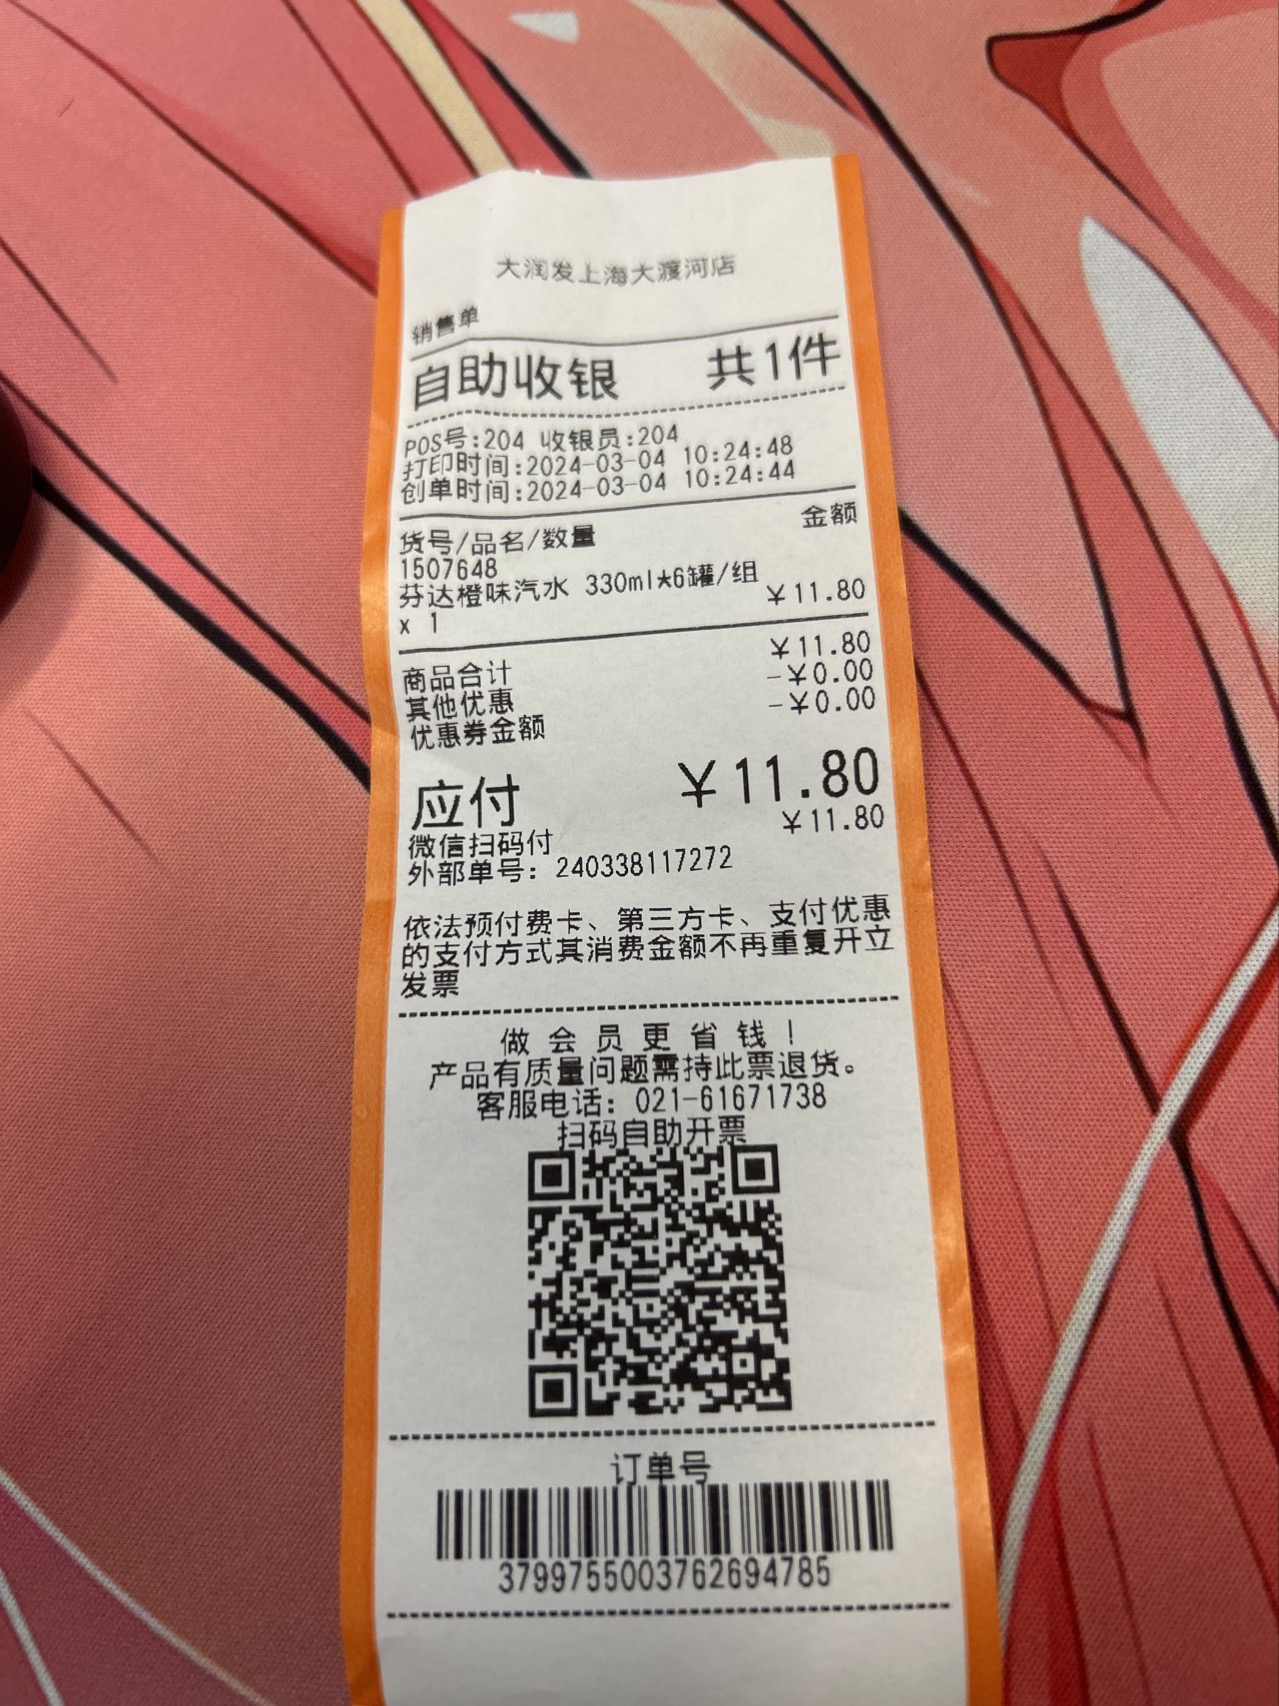 大润发上海大渡河店
销售单
自助收银 共1件
POS号:204 收银员:204
打印时间:2024-03-04 10:24:48
创单时间:2024-03-04 10:24:44
货号/品名/数量 金额
1507648
芬达橙味汽水 330ml*6罐/组
x 1 ￥11.80
商品合计 ￥11.80
其他优惠 -￥0.00
优惠券金额 -￥0.00
应付 ￥11.80
微信扫码付 ￥11.80
外部单号: 240338117272
依法预付费卡、第三方卡、支付优惠
的支付方式其消费金额不再重复开立
发票
做会员更省钱!
产品有质量问题需持此票退货。
客服电话: 021-61671738
扫码自助开票
订单号
3799755003762694785